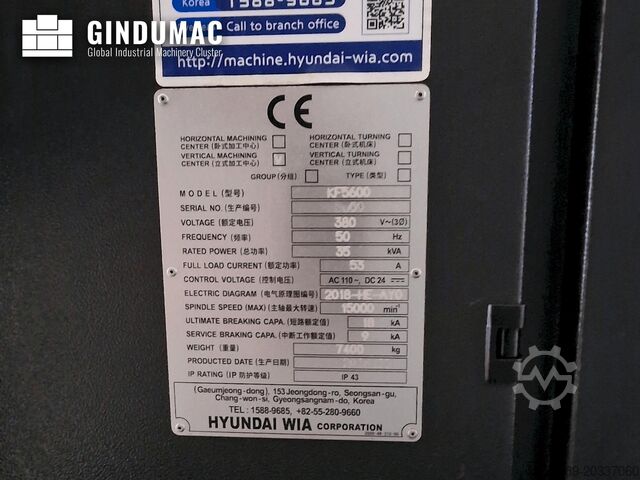 Korea 1588-9685
Call to branch office
http://machine.hyundai-wia.com
GINDUMAC
Global Industrial Machinery Cluster
CE
HORIZONTAL MACHINING CENTER (卧式加工中心)
HORIZONTAL TURNING CENTER (卧式机床)
VERTICAL MACHINING CENTER (立式加工中心)
VERTICAL TURNING CENTER (立式机床)
GROUP (分组)
TYPE (类型)
MODEL (型号) KF5600
SERIAL NO. (生产编号)
VOLTAGE (额定电压) 380 V~(3Ø)
FREQUENCY (频率) 50 Hz
RATED POWER (总功率) 35 kVA
FULL LOAD CURRENT (额定功率) 53 A
CONTROL VOLTAGE (控制电压) AC 110~, DC 24
ELECTRIC DIAGRAM (电气原理图编号) 2018-HE-
SPINDLE SPEED (MAX) (主轴最大转速) 15000 min⁻¹
ULTIMATE BREAKING CAPA. (短路额定值) 18 kA
SERVICE BRAKING CAPA. (中断工作额定值) 9 kA
WEIGHT (重量) 7400 kg
PRODUCTED DATE (生产日期)
IP RATING (IP 防护等级) IP 43
(Gaeumjeong-dong), 153Jeongdong-ro, Seongsan-gu,
Chang-won-si, Gyeongsangnam-do, Korea
TEL : 1588-9685, +82-55-280-9660
HYUNDAI WIA CORPORATION